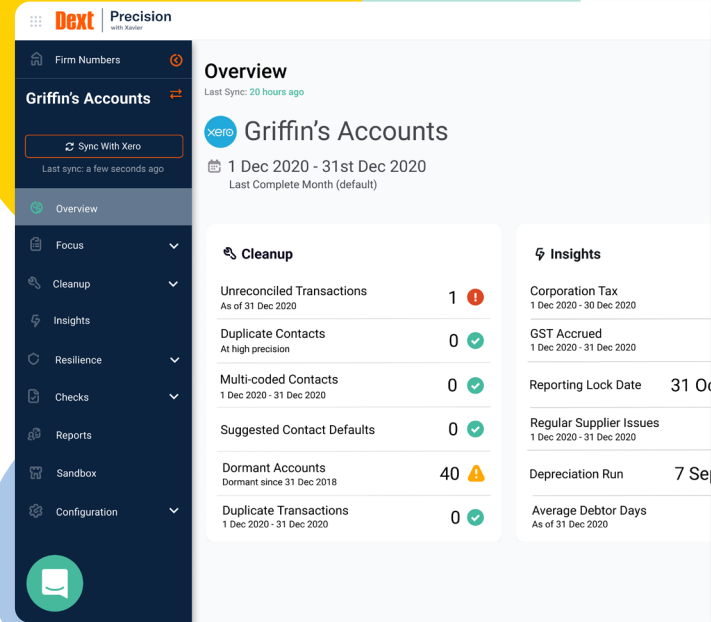 Dext
Precision
with Xavier
Firm Numbers
Griffin's Accounts
Sync With Xero
Last sync: a few seconds ago
Overview
Focus
Cleanup
Insights
Resilience
Checks
Reports
Sandbox
Configuration
Overview
Last Sync: 20 hours ago
xero Griffin's Accounts
1 Dec 2020 - 31st Dec 2020
Last Complete Month (default)
Cleanup
Unreconciled Transactions 1
As of 31 Dec 2020
Duplicate Contacts 0
At high precision
Multi-coded Contacts 0
1 Dec 2020 - 31 Dec 2020
Suggested Contact Defaults 0
Dormant Accounts 40
Dormant since 31 Dec 2018
Duplicate Transactions 0
1 Dec 2020 - 31 Dec 2020
Insights
Corporation Tax
1 Dec 2020 - 30 Dec 2020
GST Accrued
1 Dec 2020 - 31 Dec 2020
Reporting Lock Date 31 Oc
Regular Supplier Issues
1 Dec 2020 - 31 Dec 2020
Depreciation Run 7 Sep
Average Debtor Days
As of 31 Dec 2020